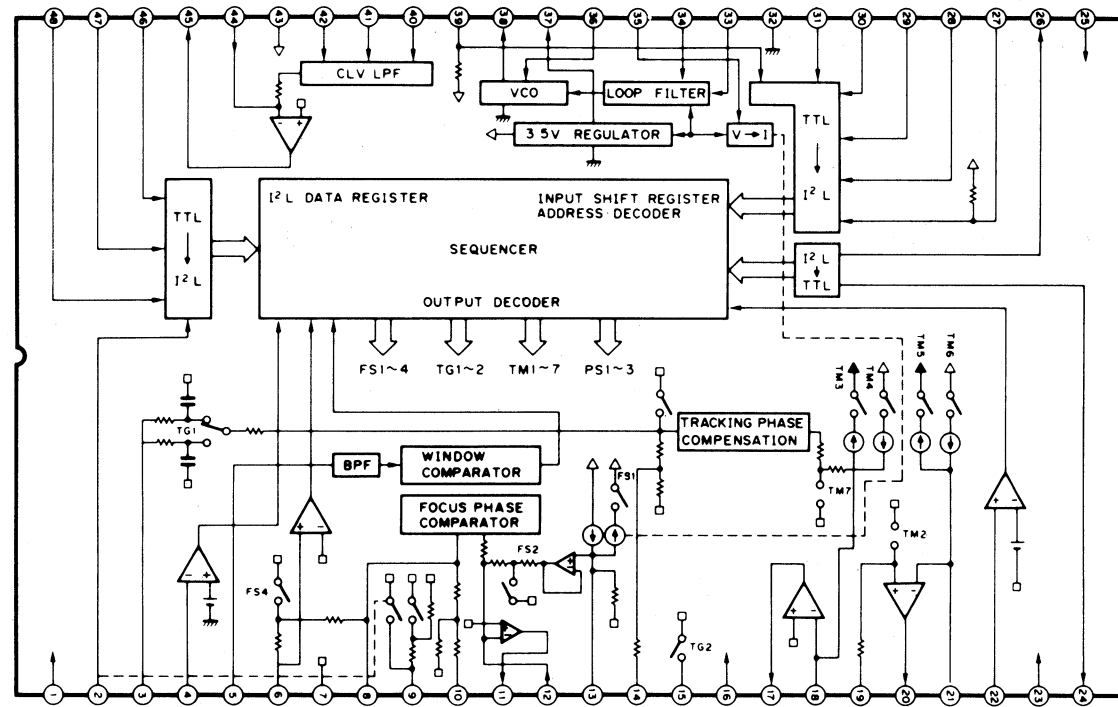 48 47 46 45 44 43 42 41 40 39 38 37 36 35 34 33 32 31 30 29 28 27 26 25
CLV LPF
VCO
LOOP FILTER
3.5V REGULATOR
V → I
TTL
↓
I²L
I²L DATA REGISTER
INPUT SHIFT REGISTER
ADDRESS DECODER
SEQUENCER
OUTPUT DECODER
TTL
↓
I²L
I²L
↓
TTL
FS1~4
TG1~2
TM1~7
PS1~3
TM3
TM4
TM5
TM6
TG1
TRACKING PHASE
COMPENSATION
BPF
WINDOW
COMPARATOR
FS1
TM7
FOCUS PHASE
COMPARATOR
FS2
TM2
FS4
TG2
1 2 3 4 5 6 7 8 9 10 11 12 13 14 15 16 17 18 19 20 21 22 23 24